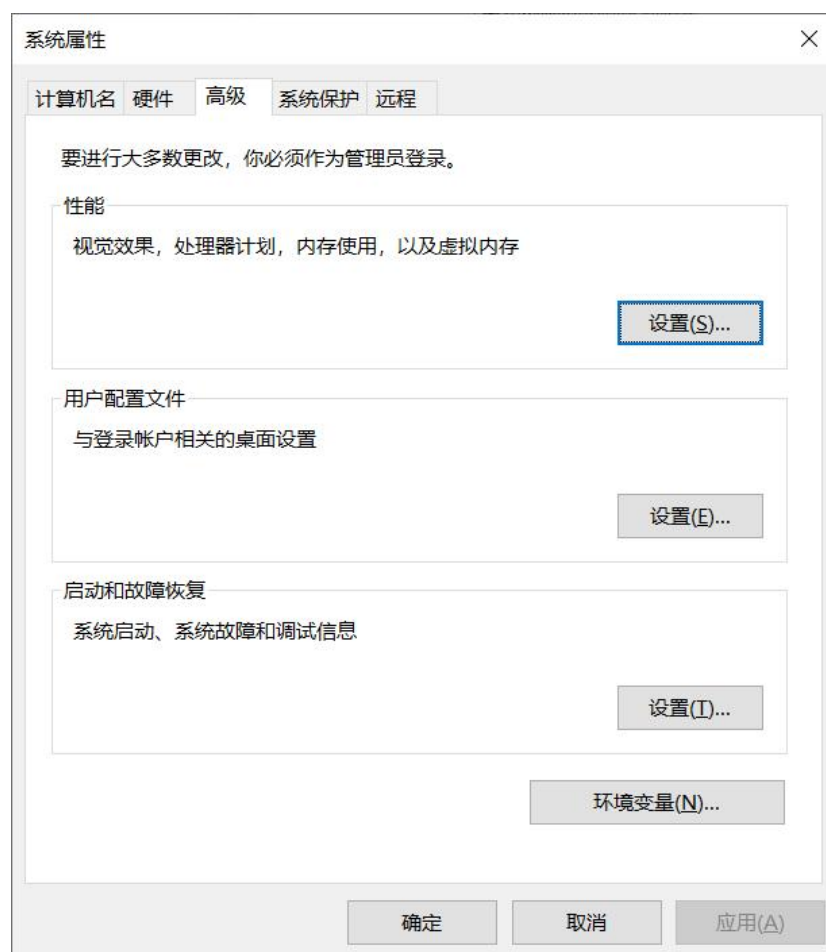 系统属性
计算机名 硬件 高级 系统保护 远程
要进行大多数更改，你必须作为管理员登录。
性能
视觉效果，处理器计划，内存使用，以及虚拟内存
设置(S)...
用户配置文件
与登录帐户相关的桌面设置
设置(E)...
启动和故障恢复
系统启动、系统故障和调试信息
设置(T)...
环境变量(N)...
确定 取消 应用(A)